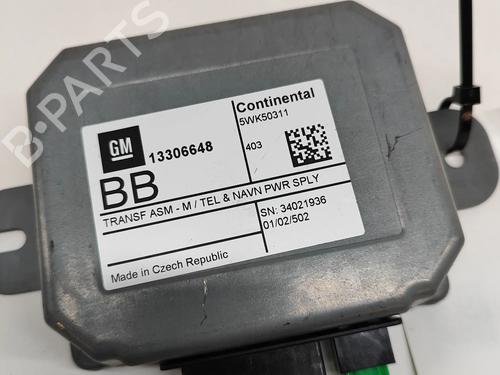 GM
13306648
BB
TRANSF ASM - M / TEL & NAVN PWR SPLY
Made in Czech Republic
Continental
5WK50311
403
SN: 34021936
01/02/502
B-PARTS